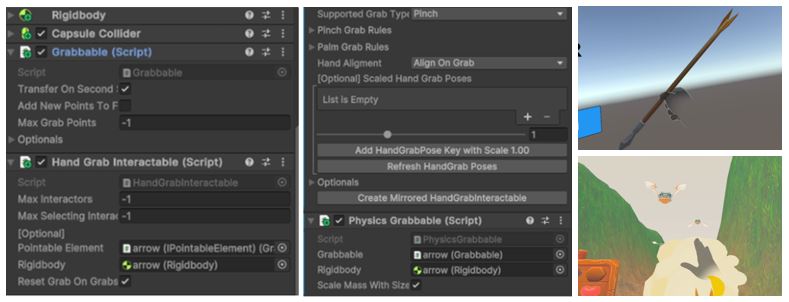 Rigidbody
Capsule Collider
Grabbable (Script)
Script
Grabbable
Transfer On Second
Add New Points To F
Max Grab Points
-1
Optionals
Hand Grab Interactable (Script)
Script
HandGrabInteractable
Max Interactors
-1
Max Selecting Interac
-1
[Optional]
Pointable Element
arrow (IPointableElement) (Gr
Rigidbody
arrow (Rigidbody)
Reset Grab On Grabs
Supported Grab Type
Pinch
Pinch Grab Rules
Palm Grab Rules
Hand Aligment
Align On Grab
[Optional] Scaled Hand Grab Poses
List is Empty
+ −
1
Add HandGrabPose Key with Scale 1.00
Refresh HandGrab Poses
Optionals
Create Mirrored HandGrabInteractable
Physics Grabbable (Script)
Script
PhysicsGrabbable
Grabbable
arrow (Grabbable)
Rigidbody
arrow (Rigidbody)
Scale Mass With Size